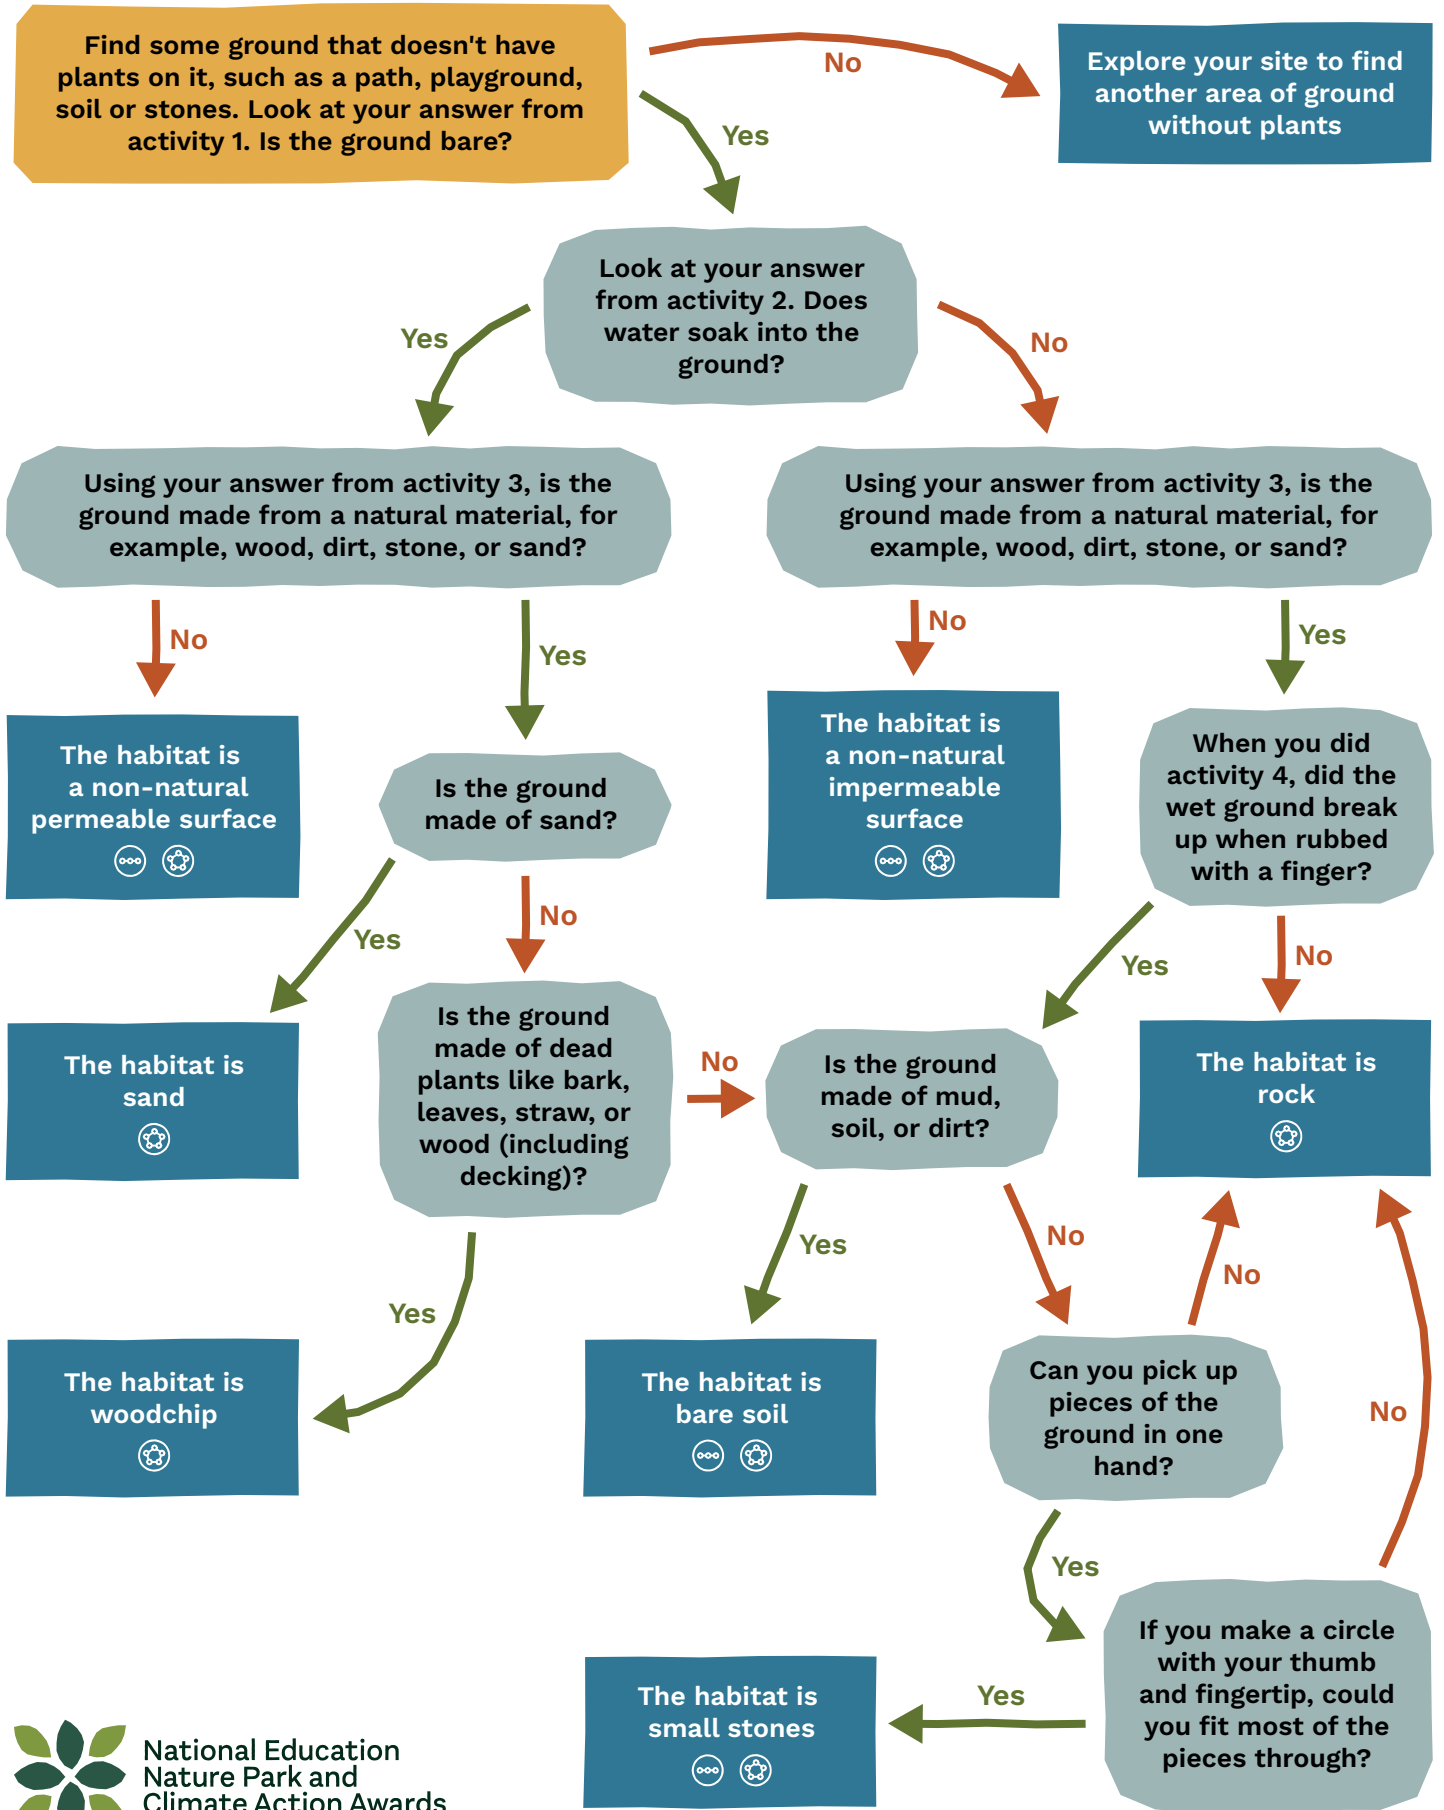 Find some ground that doesn't have
plants on it, such as a path, playground,
soil or stones. Look at your answer from
activity 1. Is the ground bare?
No
Explore your site to find
another area of ground
without plants
Yes
Look at your answer
from activity 2. Does
water soak into the
ground?
Yes
No
Using your answer from activity 3, is the
ground made from a natural material, for
example, wood, dirt, stone, or sand?
Using your answer from activity 3, is the
ground made from a natural material, for
example, wood, dirt, stone, or sand?
No
Yes
No
Yes
The habitat is
a non-natural
permeable surface
Is the ground
made of sand?
The habitat is
a non-natural
impermeable
surface
When you did
activity 4, did the
wet ground break
up when rubbed
with a finger?
Yes
No
Yes
No
The habitat is
sand
Is the ground
made of dead
plants like bark,
leaves, straw, or
wood (including
decking)?
No
Is the ground
made of mud,
soil, or dirt?
The habitat is
rock
Yes
Yes
No
No
No
The habitat is
woodchip
The habitat is
bare soil
Can you pick up
pieces of the
ground in one
hand?
Yes
If you make a circle
with your thumb
and fingertip, could
you fit most of the
pieces through?
Yes
The habitat is
small stones
National Education
Nature Park and
Climate Action Awards